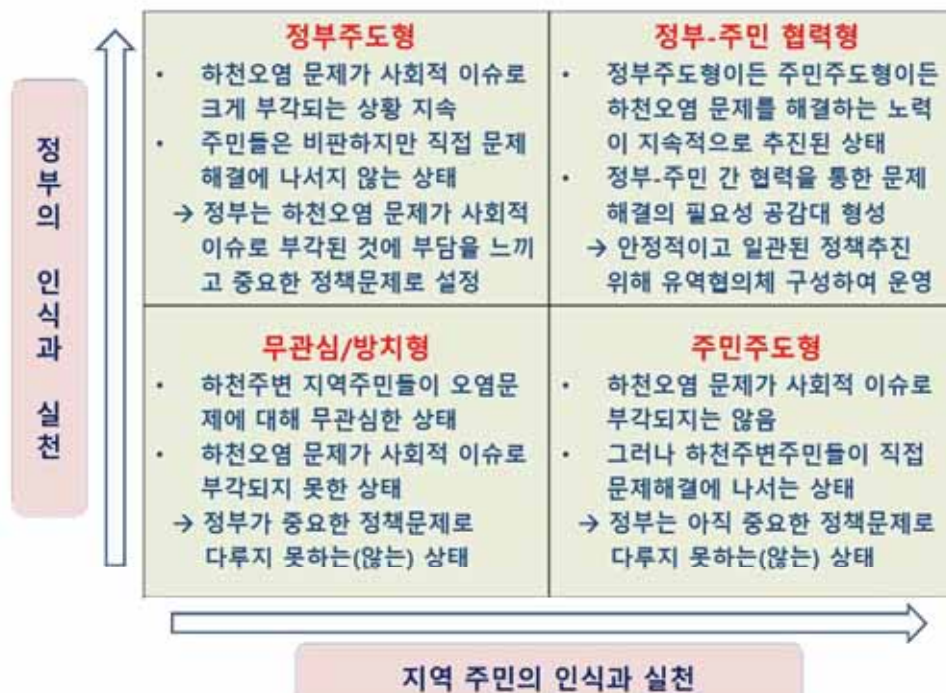 정부의 인식과 실천
정부주도형
• 하천오염 문제가 사회적 이슈로
크게 부각되는 상황 지속
• 주민들은 비판하지만 직접 문제
해결에 나서지 않는 상태
→ 정부는 하천오염 문제가 사회적
이슈로 부각된 것에 부담을 느끼
고 중요한 정책문제로 설정
정부-주민 협력형
• 정부주도형이든 주민주도형이든
하천오염 문제를 해결하는 노력
이 지속적으로 추진된 상태
• 정부-주민 간 협력을 통한 문제
해결의 필요성 공감대 형성
→ 안정적이고 일관된 정책추진
위해 유역협의체 구성하여 운영
무관심/방치형
• 하천주변 지역주민들이 오염문
제에 대해 무관심한 상태
• 하천오염 문제가 사회적 이슈로
부각되지 못한 상태
→ 정부가 중요한 정책문제로
다루지 못하는(않는) 상태
주민주도형
• 하천오염 문제가 사회적 이슈로
부각되지는 않음
• 그러나 하천주변주민들이 직접
문제해결에 나서는 상태
→ 정부는 아직 중요한 정책문제로
다루지 못하는(않는) 상태
지역 주민의 인식과 실천